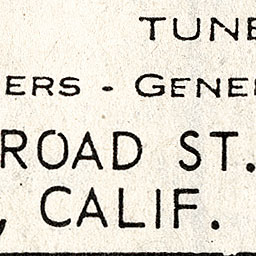 TUNE
ERS - GENE
ROAD ST.
, CALIF.